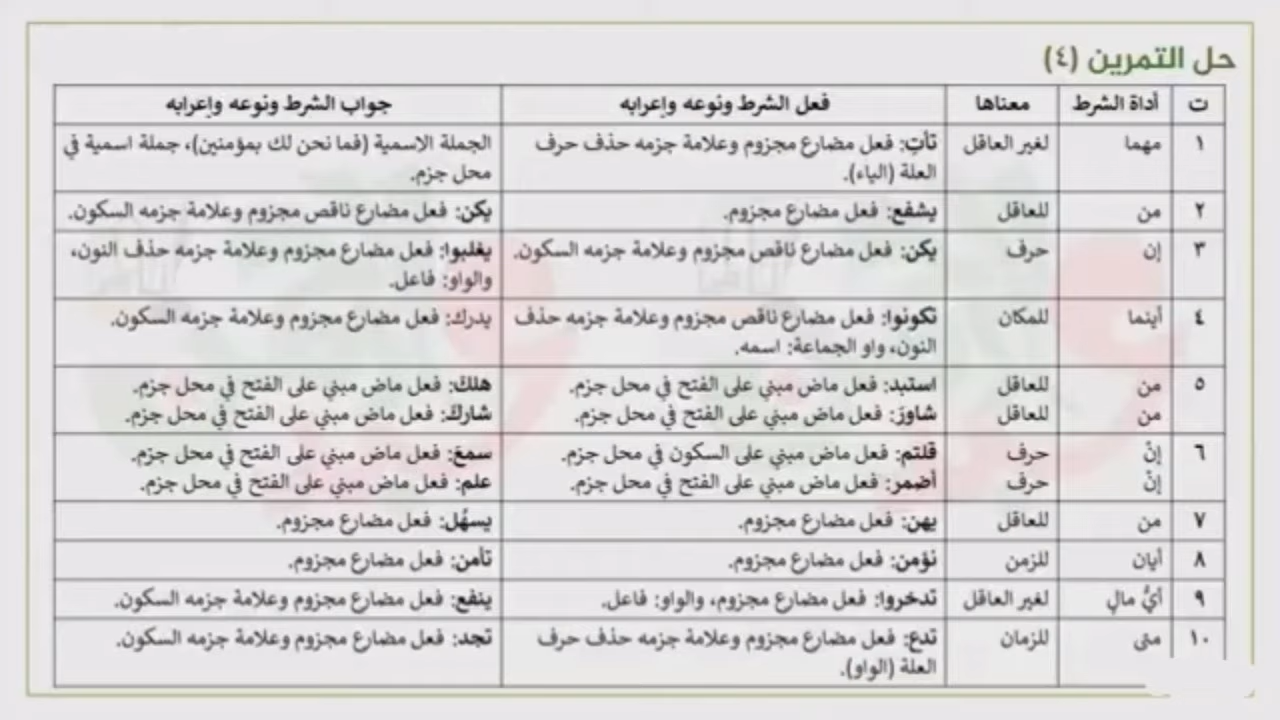 حل التمرين (٤)
ت أداة الشرط معناها فعل الشرط ونوعه وإعرابه جواب الشرط ونوعه وإعرابه
١ مهما لغير العاقل تأتِ: فعل مضارع مجزوم وعلامة جزمه حذف حرف العلة (الياء). الجملة الاسمية (فما نحن لك بمؤمنين)، جملة اسمية في محل جزم.
٢ من للعاقل يشفع: فعل مضارع مجزوم. يكن: فعل مضارع ناقص مجزوم وعلامة جزمه السكون.
٣ إن حرف يكن: فعل مضارع ناقص مجزوم وعلامة جزمه السكون. يغلبوا: فعل مضارع مجزوم وعلامة جزمه حذف النون، والواو: فاعل.
٤ أينما للمكان تكونوا: فعل مضارع ناقص مجزوم وعلامة جزمه حذف النون، واو الجماعة: اسمه. يدرك: فعل مضارع مجزوم وعلامة جزمه السكون.
٥ من للعاقل استبد: فعل ماض مبني على الفتح في محل جزم. هلكَ: فعل ماض مبني على الفتح في محل جزم.
من للعاقل شاورَ: فعل ماض مبني على الفتح في محل جزم. شاركَ: فعل ماض مبني على الفتح في محل جزم.
٦ إنْ حرف قلتم: فعل ماض مبني على السكون في محل جزم. سمعَ: فعل ماض مبني على الفتح في محل جزم.
إنْ حرف أضمر: فعل ماض مبني على الفتح في محل جزم. علم: فعل ماض مبني على الفتح في محل جزم.
٧ من للعاقل يهن: فعل مضارع مجزوم. يسهُل: فعل مضارع مجزوم.
٨ أيان للزمن نؤمن: فعل مضارع مجزوم. تأمن: فعل مضارع مجزوم.
٩ أيُّ مالٍ لغير العاقل تدخروا: فعل مضارع مجزوم، والواو: فاعل. ينفع: فعل مضارع مجزوم وعلامة جزمه السكون.
١٠ متى للزمان تدع: فعل مضارع مجزوم وعلامة جزمه حذف حرف العلة (الواو). تجد: فعل مضارع مجزوم وعلامة جزمه السكون.